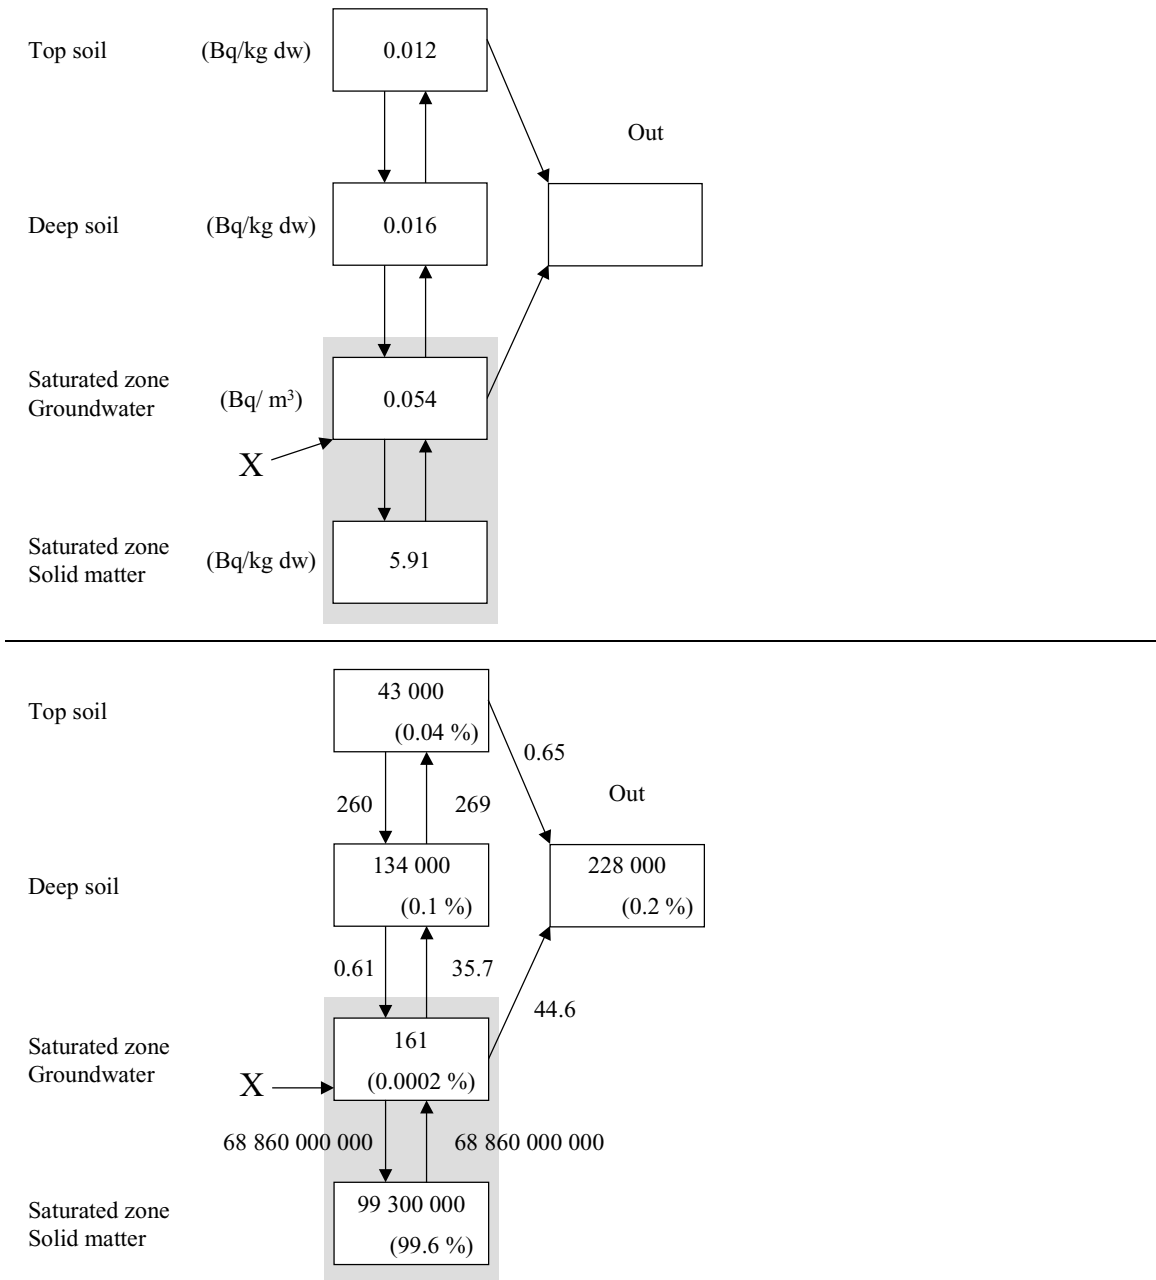 Top soil (Bq/kg dw) 0.012
Out
Deep soil (Bq/kg dw) 0.016
Saturated zone
Groundwater (Bq/ m³) 0.054
X
Saturated zone
Solid matter (Bq/kg dw) 5.91
Top soil 43 000
(0.04 %)
0.65
260 269 Out
Deep soil 134 000 228 000
(0.1 %) (0.2 %)
0.61 35.7
44.6
Saturated zone 161
Groundwater
X (0.0002 %)
68 860 000 000 68 860 000 000
Saturated zone 99 300 000
Solid matter (99.6 %)